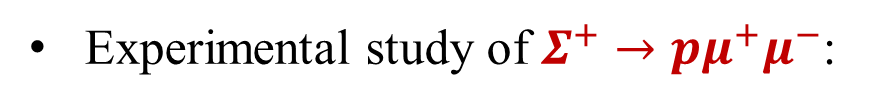 • Experimental study of Σ⁺ → pμ⁺μ⁻: